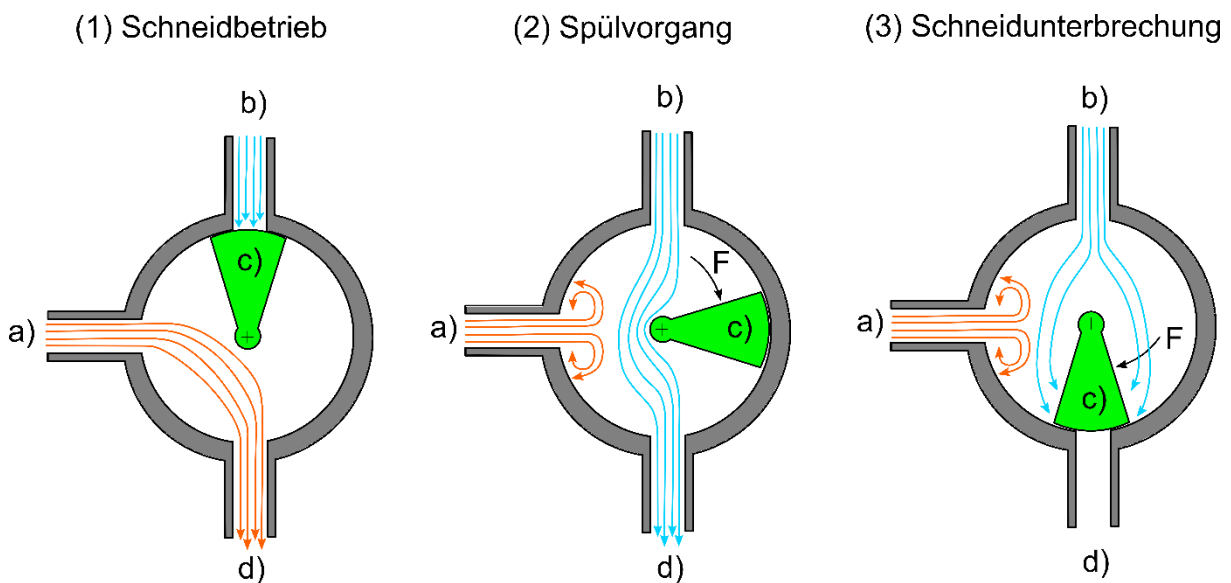 (1) Schneidbetrieb
(2) Spülvorgang
(3) Schneidunterbrechung
b)
b)
b)
c)
F
F
a)
a)
c)
a)
c)
d)
d)
d)